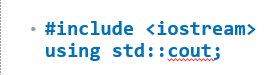 • #include <iostream>
using std::cout;